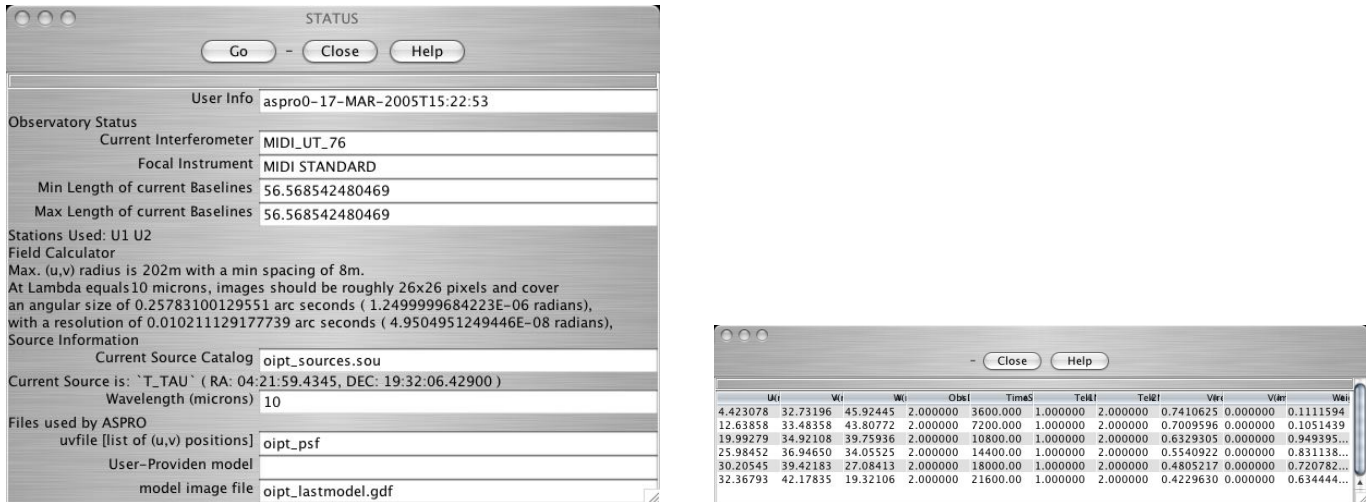 STATUS
Go - Close Help
User Info aspro0-17-MAR-2005T15:22:53
Observatory Status
Current Interferometer MIDI_UT_76
Focal Instrument MIDI STANDARD
Min Length of current Baselines 56.568542480469
Max Length of current Baselines 56.568542480469
Stations Used: U1 U2
Field Calculator
Max. (u,v) radius is 202m with a min spacing of 8m.
At Lambda equals10 microns, images should be roughly 26x26 pixels and cover
an angular size of 0.25783100129551 arc seconds ( 1.2499999684223E-06 radians),
with a resolution of 0.010211129177739 arc seconds ( 4.9504951249446E-08 radians),
Source Information
Current Source Catalog oipt_sources.sou
Current Source is: `T_TAU` ( RA: 04:21:59.4345, DEC: 19:32:06.42900 )
Wavelength (microns) 10
Files used by ASPRO
uvfile [list of (u,v) positions] oipt_psf
User-Providen model
model image file oipt_lastmodel.gdf
- Close Help
4.423078 32.73196 45.92445 2.000000 3600.000 1.000000 2.000000 0.7410625 0.000000 0.1111594
12.63858 33.48358 43.80772 2.000000 7200.000 1.000000 2.000000 0.7009596 0.000000 0.1051439
19.99279 34.92108 39.75936 2.000000 10800.00 1.000000 2.000000 0.6329305 0.000000 0.949395...
25.98452 36.94650 34.05525 2.000000 14400.00 1.000000 2.000000 0.5540922 0.000000 0.831138...
30.20545 39.42183 27.08413 2.000000 18000.00 1.000000 2.000000 0.4805217 0.000000 0.720782...
32.36793 42.17835 19.32106 2.000000 21600.00 1.000000 2.000000 0.4229630 0.000000 0.634444...